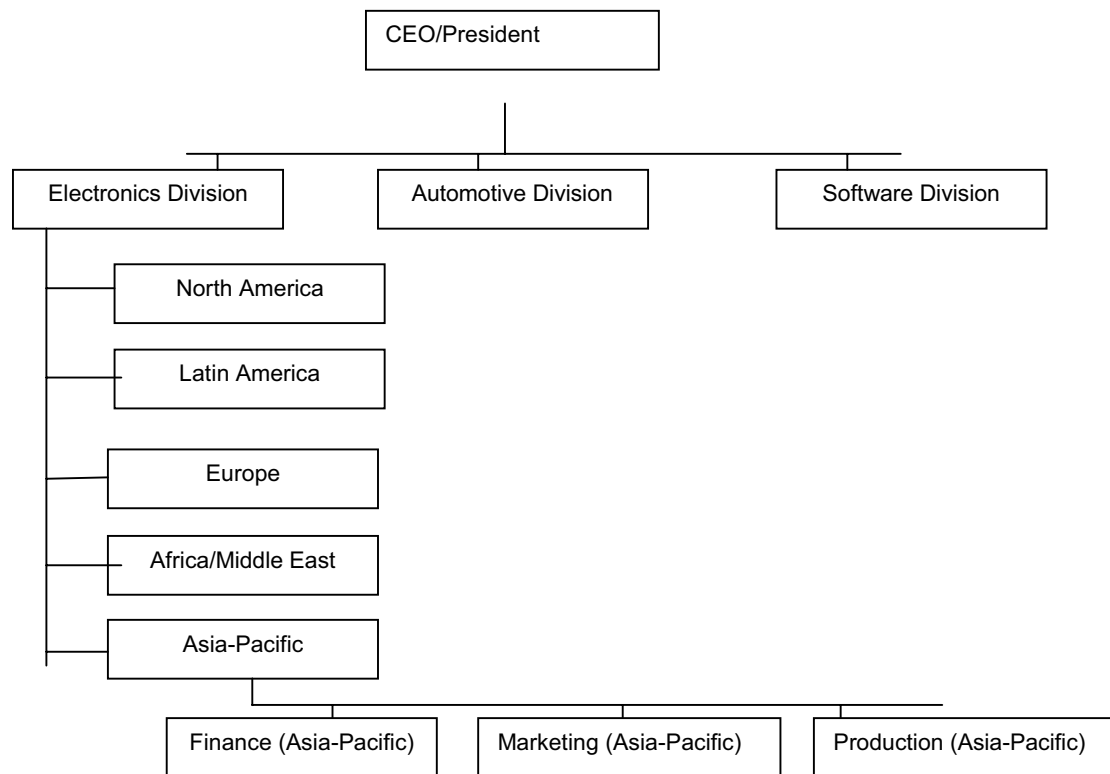 CEO/President
Electronics Division
Automotive Division
Software Division
North America
Latin America
Europe
Africa/Middle East
Asia-Pacific
Finance (Asia-Pacific)
Marketing (Asia-Pacific)
Production (Asia-Pacific)